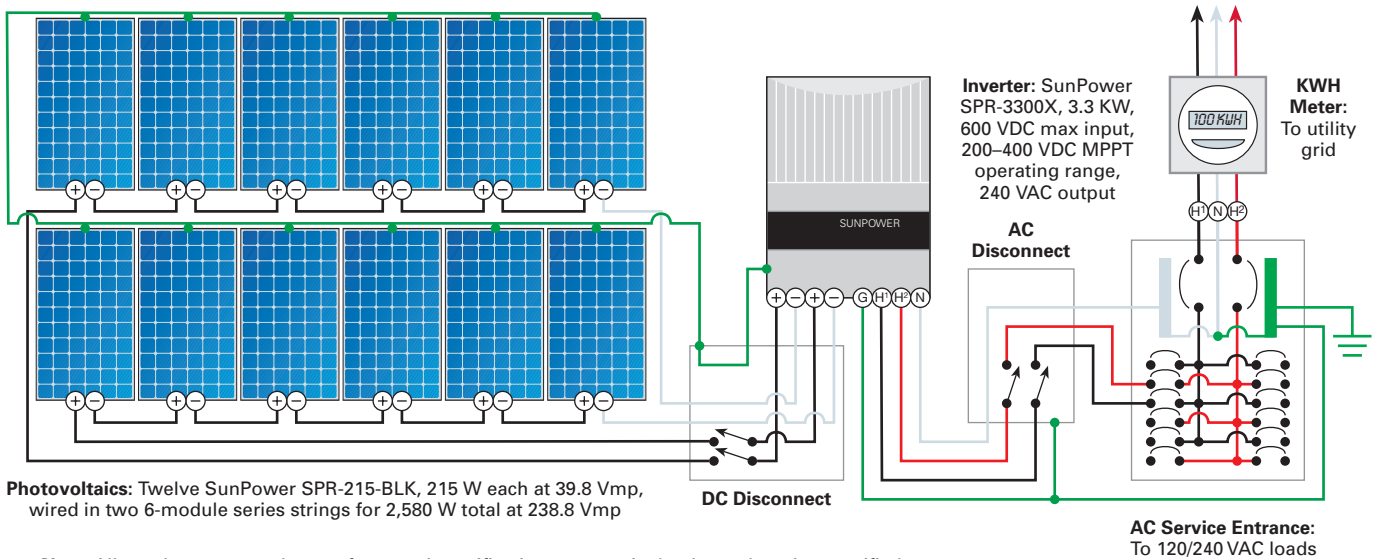 Inverter: SunPower
SPR-3300X, 3.3 KW,
600 VDC max input,
200–400 VDC MPPT
operating range,
240 VAC output
KWH
Meter:
To utility
grid
100 KWH
SUNPOWER
H¹ N H²
AC
Disconnect
+ − + − G H¹ H² N
+ − + − + − + − + − + −
+ − + − + − + − + − + −
DC Disconnect
Photovoltaics: Twelve SunPower SPR-215-BLK, 215 W each at 39.8 Vmp,
wired in two 6-module series strings for 2,580 W total at 238.8 Vmp
AC Service Entrance:
To 120/240 VAC loads